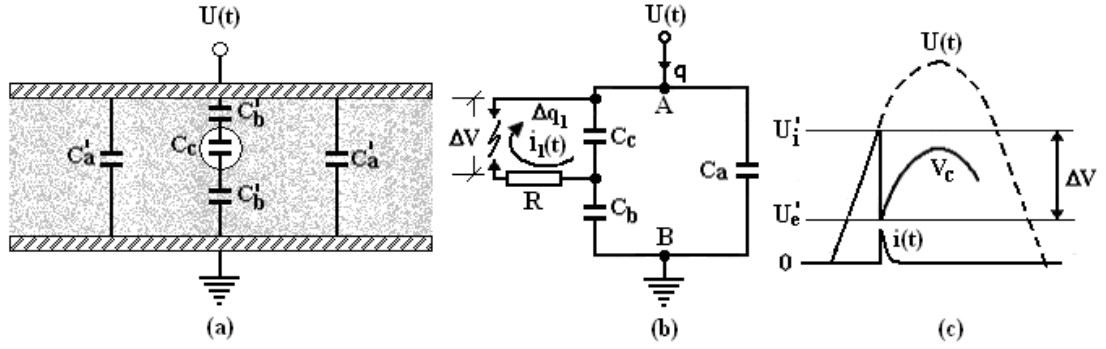 U(t)
C'b
Cc
C'a
C'a
C'b
(a)
U(t)
q
A
Δq1
ΔV
Cc
i1(t)
Ca
R
Cb
B
(b)
U(t)
U'i
Vc
ΔV
U'e
i(t)
0
(c)